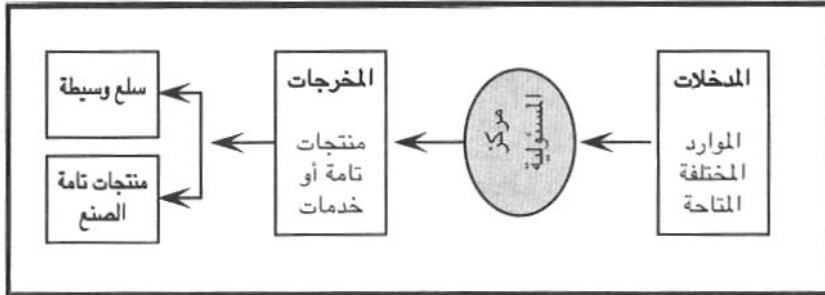 المدخلات
الموارد
المختلفة
المتاحة
مركز
المسئولية
المخرجات
منتجات
تامة أو
خدمات
سلع وسيطة
منتجات تامة
الصنع